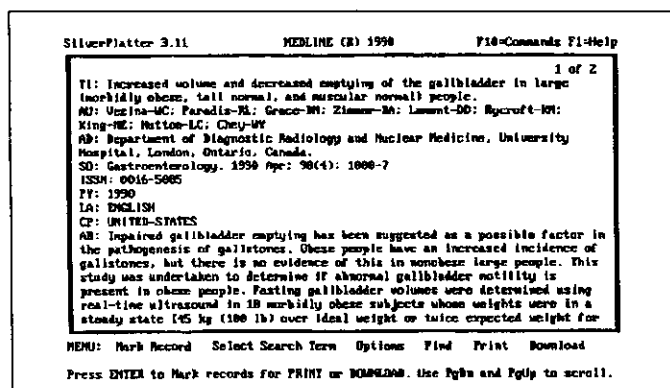 SilverPlatter 3.11 MEDLINE (R) 1990 F10=Commands F1=Help
1 of 2
TI: Increased volume and decreased emptying of the gallbladder in large
(morbidly obese, tall normal, and muscular normal) people.
AU: Vezina-WC; Paradis-RL; Grace-DM; Zimmer-RA; Lamont-DD; Rycroft-KM;
King-ME; Hutton-LC; Chey-WY
AD: Department of Diagnostic Radiology and Nuclear Medicine, University
Hospital, London, Ontario, Canada.
SO: Gastroenterology. 1990 Apr; 98(4): 1000-7
ISSN: 0016-5085
PY: 1990
LA: ENGLISH
CP: UNITED-STATES
AB: Impaired gallbladder emptying has been suggested as a possible factor in
the pathogenesis of gallstones. Obese people have an increased incidence of
gallstones, but there is no evidence of this in nonobese large people. This
study was undertaken to determine if abnormal gallbladder motility is
present in obese people. Fasting gallbladder volumes were determined using
real-time ultrasound in 18 morbidly obese subjects whose weights were in a
steady state [45 kg (100 lb) over ideal weight or twice expected weight for
MENU: Mark Record Select Search Term Options Find Print Download
Press ENTER to Mark records for PRINT or DOWNLOAD. Use PgDn and PgUp to scroll.